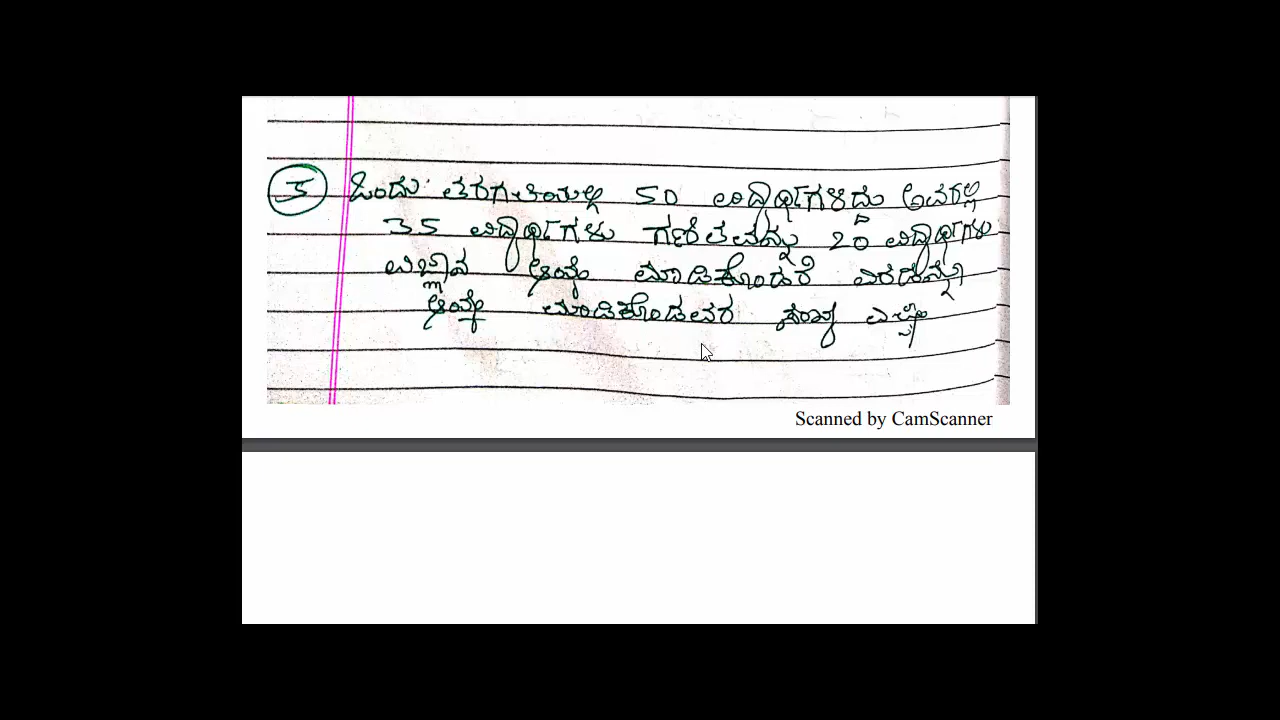 3 ಒಂದು ತರಗತಿಯಲ್ಲಿ 50 ವಿದ್ಯಾರ್ಥಿಗಳಿದ್ದು ಅವರಲ್ಲಿ
35 ವಿದ್ಯಾರ್ಥಿಗಳು ಗಣಿತವನ್ನು 20 ವಿದ್ಯಾರ್ಥಿಗಳು
ವಿಜ್ಞಾನ ಆಯ್ಕೆ ಮಾಡಿಕೊಂಡರೆ ಎರಡನ್ನೂ
ಆಯ್ಕೆ ಮಾಡಿಕೊಂಡವರ ಸಂಖ್ಯೆ ಎಷ್ಟು
Scanned by CamScanner